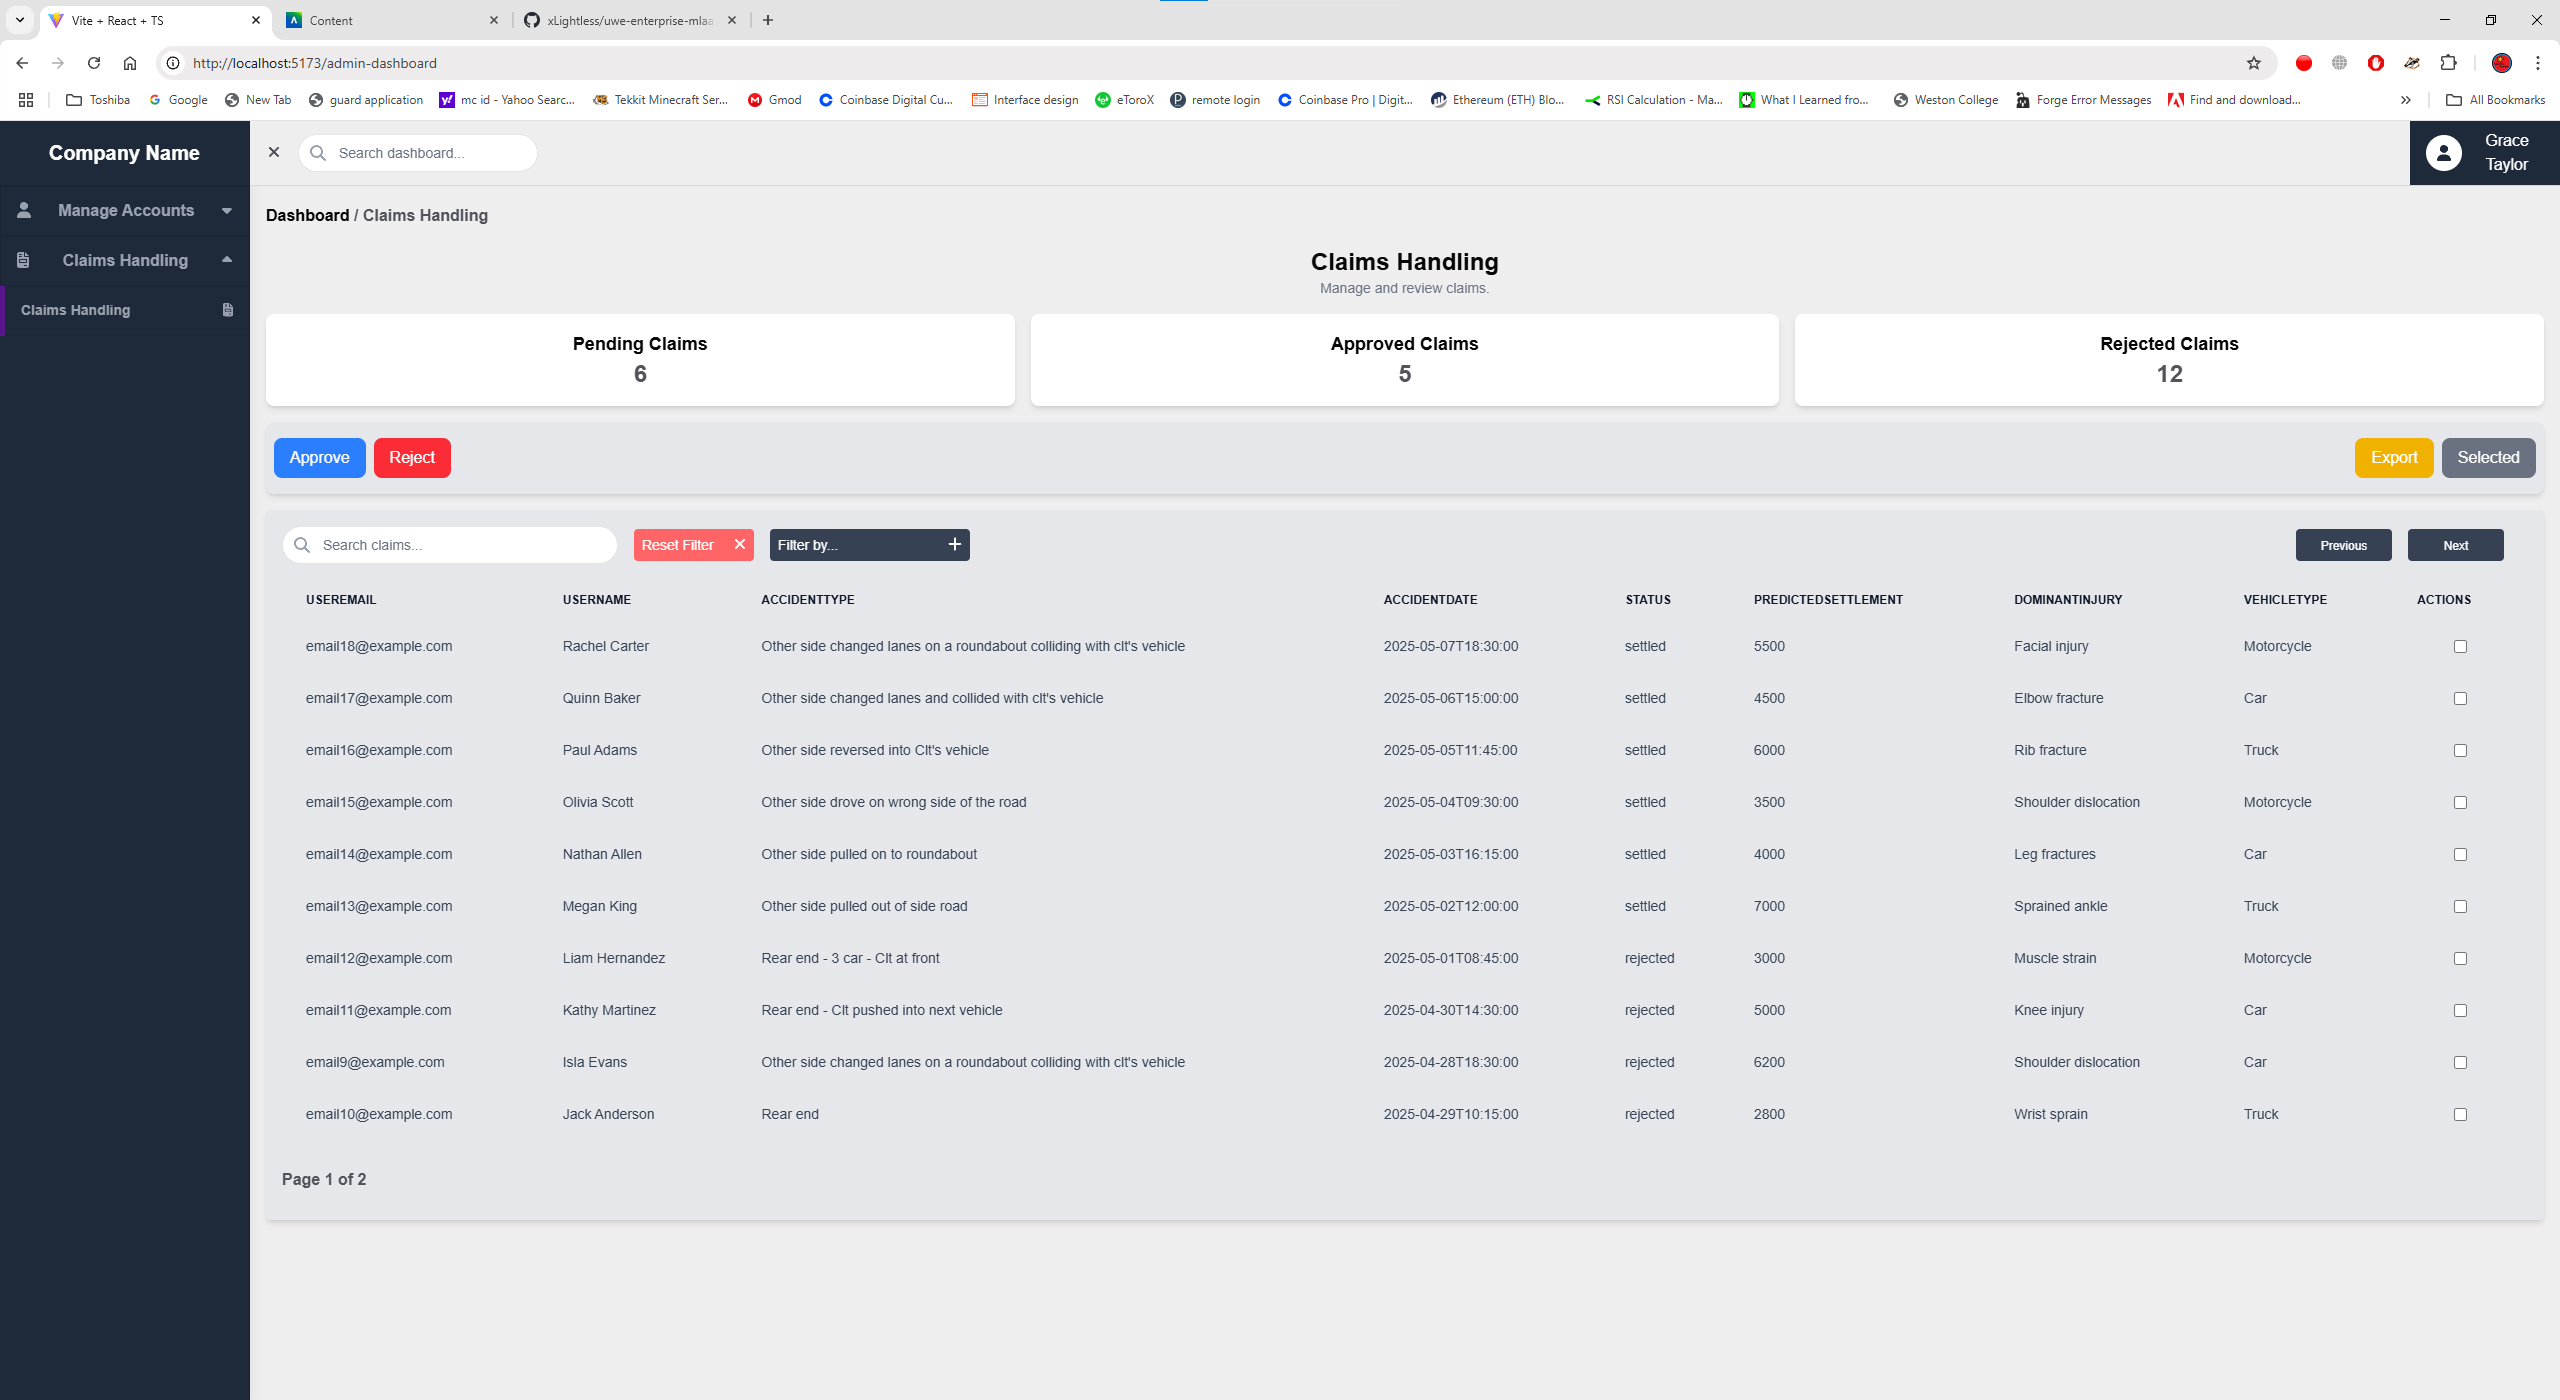 Vite + React + TS
Content
xLightless/uwe-enterprise-mlaa
http://localhost:5173/admin-dashboard
Toshiba
Google
New Tab
guard application
mc id - Yahoo Searc...
Tekkit Minecraft Ser...
Gmod
Coinbase Digital Cu...
Interface design
eToroX
remote login
Coinbase Pro | Digit...
Ethereum (ETH) Blo...
RSI Calculation - Ma...
What I Learned fro...
Weston College
Forge Error Messages
Find and download...
All Bookmarks
Company Name
Search dashboard...
Grace
Taylor
Manage Accounts
Claims Handling
Claims Handling
Dashboard / Claims Handling
Claims Handling
Manage and review claims.
Pending Claims
6
Approved Claims
5
Rejected Claims
12
Approve Reject
Export Selected
Search claims...
Reset Filter
Filter by...
Previous
Next
USEREMAIL USERNAME ACCIDENTTYPE ACCIDENTDATE STATUS PREDICTEDSETTLEMENT DOMINANTINJURY VEHICLETYPE ACTIONS
email18@example.com Rachel Carter Other side changed lanes on a roundabout colliding with clt's vehicle 2025-05-07T18:30:00 settled 5500 Facial injury Motorcycle
email17@example.com Quinn Baker Other side changed lanes and collided with clt's vehicle 2025-05-06T15:00:00 settled 4500 Elbow fracture Car
email16@example.com Paul Adams Other side reversed into Clt's vehicle 2025-05-05T11:45:00 settled 6000 Rib fracture Truck
email15@example.com Olivia Scott Other side drove on wrong side of the road 2025-05-04T09:30:00 settled 3500 Shoulder dislocation Motorcycle
email14@example.com Nathan Allen Other side pulled on to roundabout 2025-05-03T16:15:00 settled 4000 Leg fractures Car
email13@example.com Megan King Other side pulled out of side road 2025-05-02T12:00:00 settled 7000 Sprained ankle Truck
email12@example.com Liam Hernandez Rear end - 3 car - Clt at front 2025-05-01T08:45:00 rejected 3000 Muscle strain Motorcycle
email11@example.com Kathy Martinez Rear end - Clt pushed into next vehicle 2025-04-30T14:30:00 rejected 5000 Knee injury Car
email9@example.com Isla Evans Other side changed lanes on a roundabout colliding with clt's vehicle 2025-04-28T18:30:00 rejected 6200 Shoulder dislocation Car
email10@example.com Jack Anderson Rear end 2025-04-29T10:15:00 rejected 2800 Wrist sprain Truck
Page 1 of 2